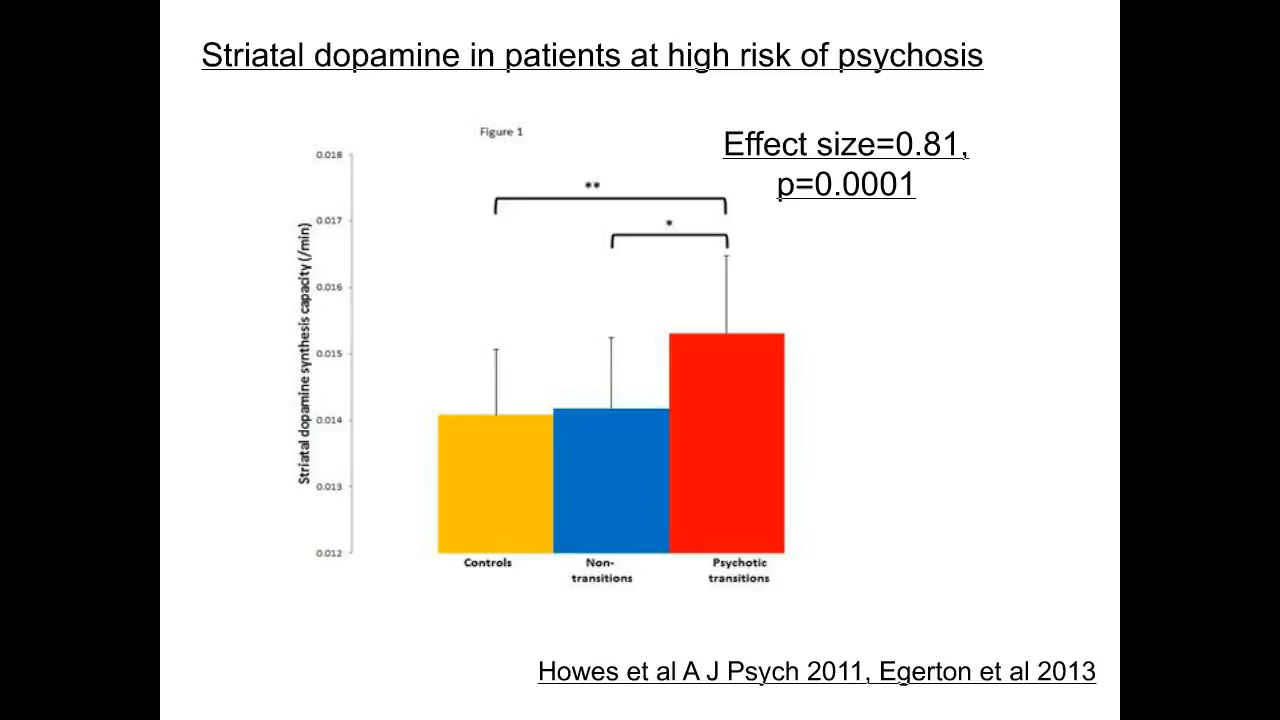 Striatal dopamine in patients at high risk of psychosis
Figure 1
Effect size=0.81,
p=0.0001
0.018
**
0.017
*
0.016
0.015
0.014
0.013
0.012
Striatal dopamine synthesis capacity (/min)
Controls
Non-
transitions
Psychotic
transitions
Howes et al A J Psych 2011, Egerton et al 2013